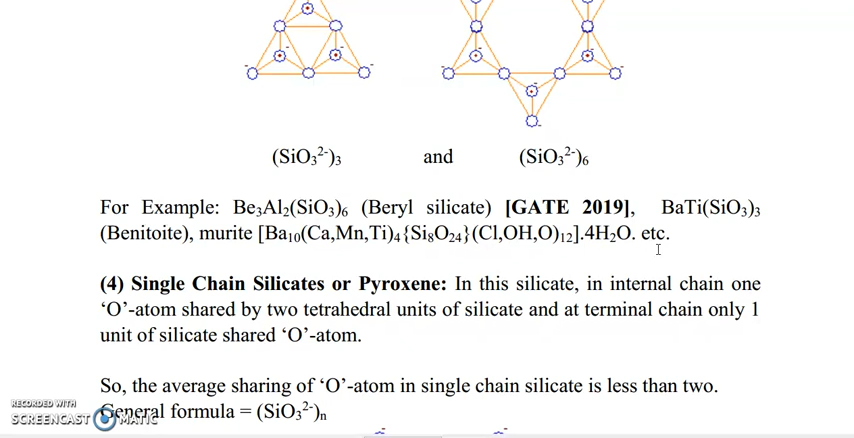 (SiO₃²⁻)₃ and (SiO₃²⁻)₆
For Example: Be₃Al₂(SiO₃)₆ (Beryl silicate) [GATE 2019], BaTi(SiO₃)₃
(Benitoite), murite [Ba₁₀(Ca,Mn,Ti)₄{Si₈O₂₄}(Cl,OH,O)₁₂].4H₂O. etc.
(4) Single Chain Silicates or Pyroxene: In this silicate, in internal chain one
‘O’-atom shared by two tetrahedral units of silicate and at terminal chain only 1
unit of silicate shared ‘O’-atom.
So, the average sharing of ‘O’-atom in single chain silicate is less than two.
General formula = (SiO₃²⁻)ₙ
RECORDED WITH
SCREENCAST MATIC